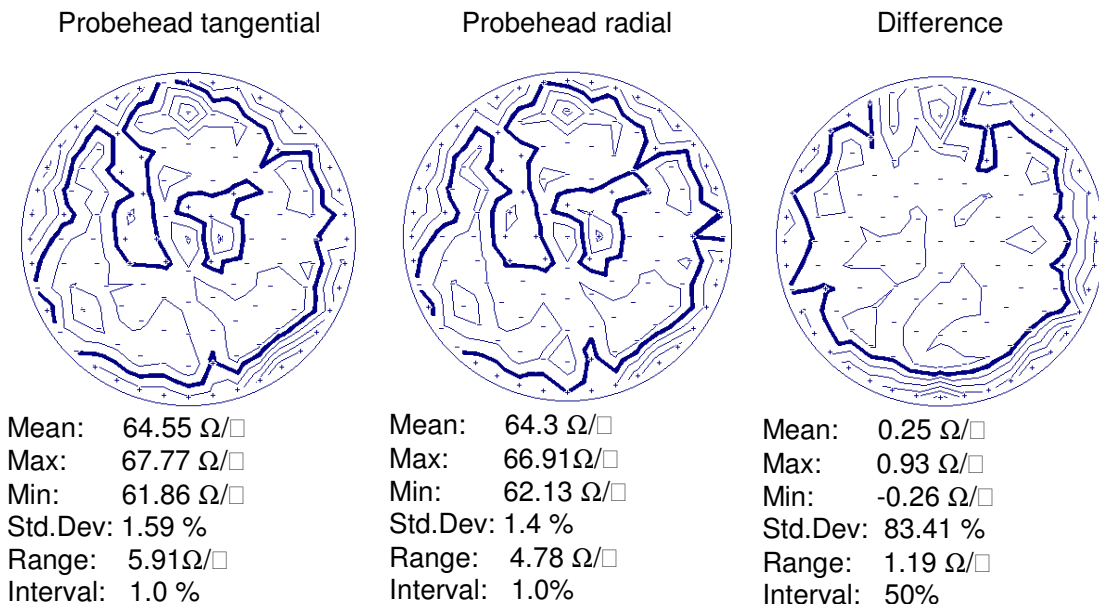 Probehead tangential
Probehead radial
Difference
Mean: 64.55 Ω/□
Max: 67.77 Ω/□
Min: 61.86 Ω/□
Std.Dev: 1.59 %
Range: 5.91Ω/□
Interval: 1.0 %
Mean: 64.3 Ω/□
Max: 66.91Ω/□
Min: 62.13 Ω/□
Std.Dev: 1.4 %
Range: 4.78 Ω/□
Interval: 1.0%
Mean: 0.25 Ω/□
Max: 0.93 Ω/□
Min: -0.26 Ω/□
Std.Dev: 83.41 %
Range: 1.19 Ω/□
Interval: 50%